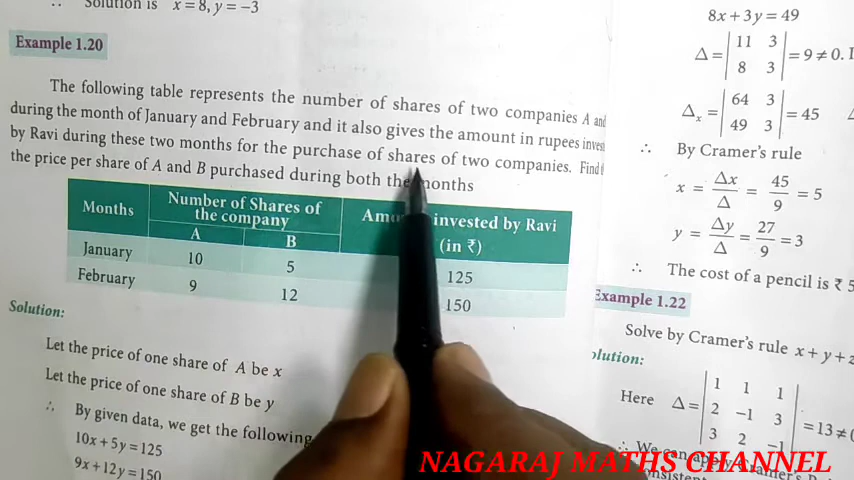 Solution is x = 8, y = −3
Example 1.20
The following table represents the number of shares of two companies A and
during the month of January and February and it also gives the amount in rupees
by Ravi during these two months for the purchase of shares of two companies. Find
the price per share of A and B purchased during both the months
Months
Number of Shares of the company
invested by Ravi
(in ₹)
A B
January 10 5 125
February 9 12 150
Solution:
Let the price of one share of A be x
Let the price of one share of B be y
∴ By given data, we get the following
10x + 5y = 125
9x + 12y = 150
8x + 3y = 49
Δ = | 11 3 |
| 8 3 | = 9 ≠ 0.
Δx = | 64 3 |
| 49 3 | = 45
∴ By Cramer's rule
x = Δx/Δ = 45/9 = 5
y = Δy/Δ = 27/9 = 3
∴ The cost of a pencil is ₹ 5
Example 1.22
Solve by Cramer's rule x + y + z
Here Δ = | 1 1 1 |
| 2 −1 3 |
| 3 2 −1 | = 13 ≠ 0
∴ We can apply Cramer's
NAGARAJ MATHS CHANNEL